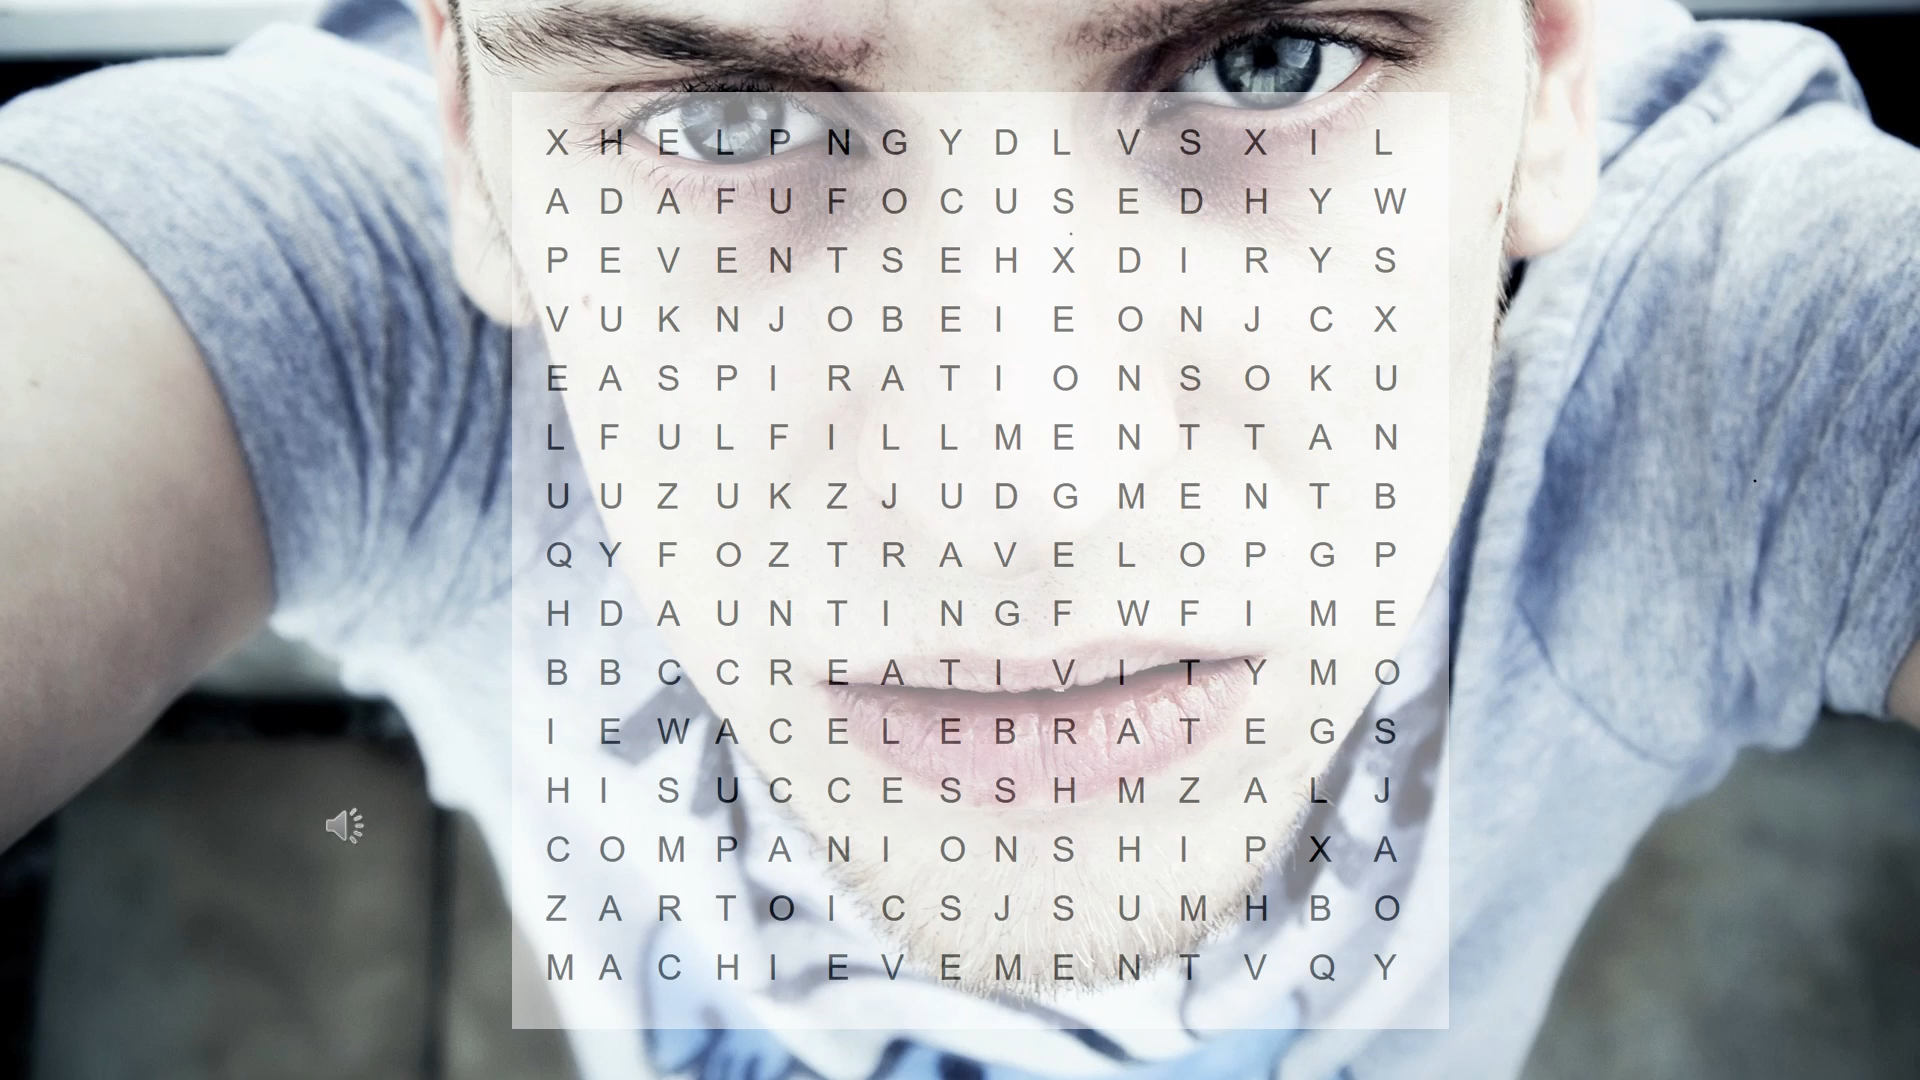 X H E L P N G Y D L V S X I L
A D A F U F O C U S E D H Y W
P E V E N T S E H X D I R Y S
V U K N J O B E I E O N J C X
E A S P I R A T I O N S O K U
L F U L F I L L M E N T T A N
U U Z U K Z J U D G M E N T B
Q Y F O Z T R A V E L O P G P
H D A U N T I N G F W F I M E
B B C C R E A T I V I T Y M O
I E W A C E L E B R A T E G S
H I S U C C E S S H M Z A L J
C O M P A N I O N S H I P X A
Z A R T O I C S J S U M H B O
M A C H I E V E M E N T V Q Y